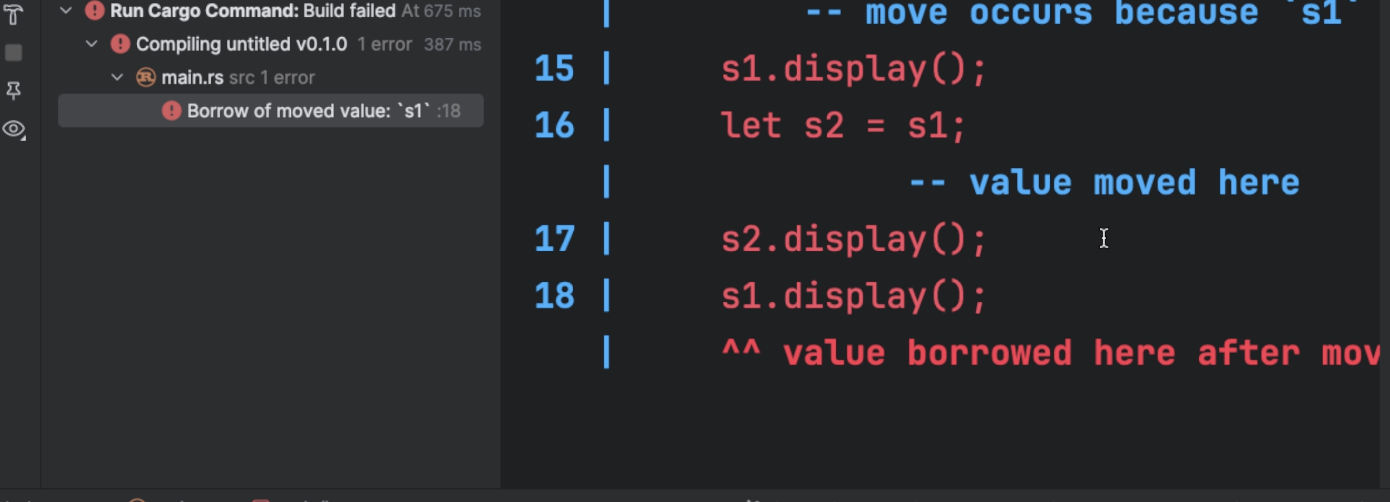 Run Cargo Command: Build failed At 675 ms
Compiling untitled v0.1.0 1 error 387 ms
main.rs src 1 error
Borrow of moved value: `s1` :18
| -- move occurs because `s1`
15 | s1.display();
16 | let s2 = s1;
| -- value moved here
17 | s2.display();
18 | s1.display();
| ^^ value borrowed here after mov